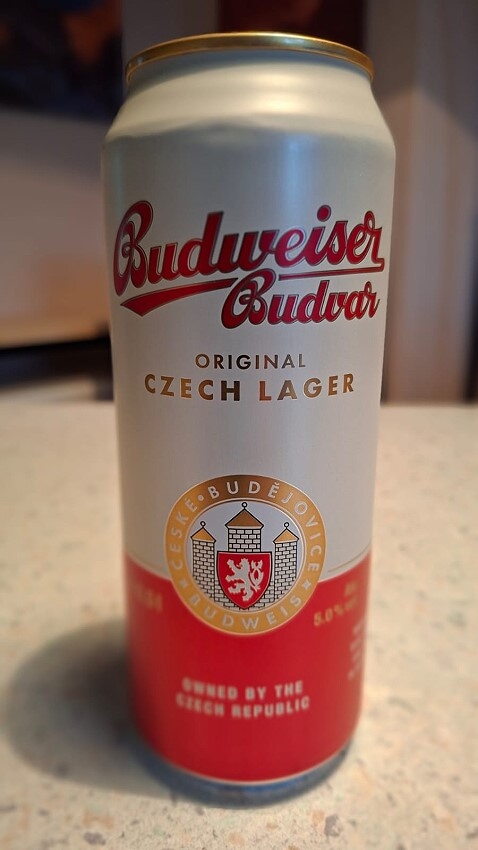 Budweiser
Budvar
ORIGINAL
CZECH LAGER
ČESKÉ • BUDĚJOVICE
BUDWEIS
5.0%
OWNED BY THE
CZECH REPUBLIC